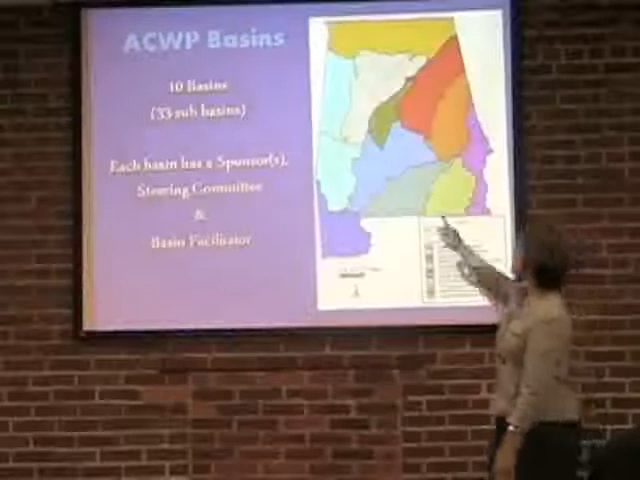 ACWP Basins
10 Basins
(33 sub basins)
Each basin has a Sponsor(s),
Steering Committee
&
Basin Facilitator